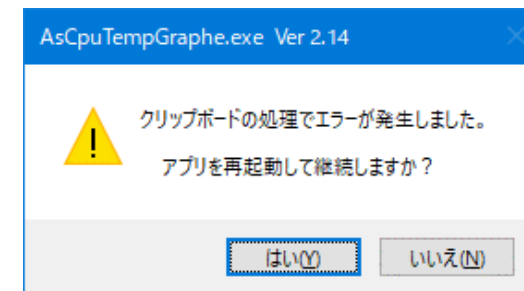 AsCpuTempGraphe.exe Ver 2.14
クリップボードの処理でエラーが発生しました。
アプリを再起動して継続しますか？
はい(Y)
いいえ(N)